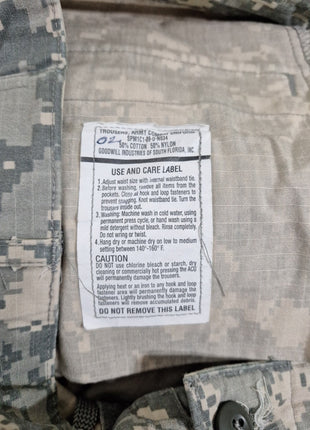 TROUSERS, ARMY COMBAT UNIFORM
SPM1C1-
50% COTTON 50% NYLON
GOODWILL INDUSTRIES OF SOUTH FLORIDA, INC.
USE AND CARE LABEL
1. Adjust waist size with internal waistband tie.
2. Before washing, remove all items from the
pockets. Close all hook and loop fasteners to
prevent snagging. Knot waistband tie. Turn the
trousers inside out.
3. Washing: Machine wash in cold water, using
permanent press cycle, or hand wash using a
mild detergent without bleach. Rinse completely.
Do not wring or twist.
4. Hang dry or machine dry on low to medium
setting between 140°-160° F.
CAUTION
DO NOT use chlorine bleach or starch, dry
cleaning or commercially hot pressing the ACU
will permanently damage the trousers.
Applying heat or an iron to any hook and loop
fastener area will permanently damage the
fastenings. Lightly brushing the hook and loop
fasteners will remove accumulated debris.
DO NOT REMOVE THIS LABEL